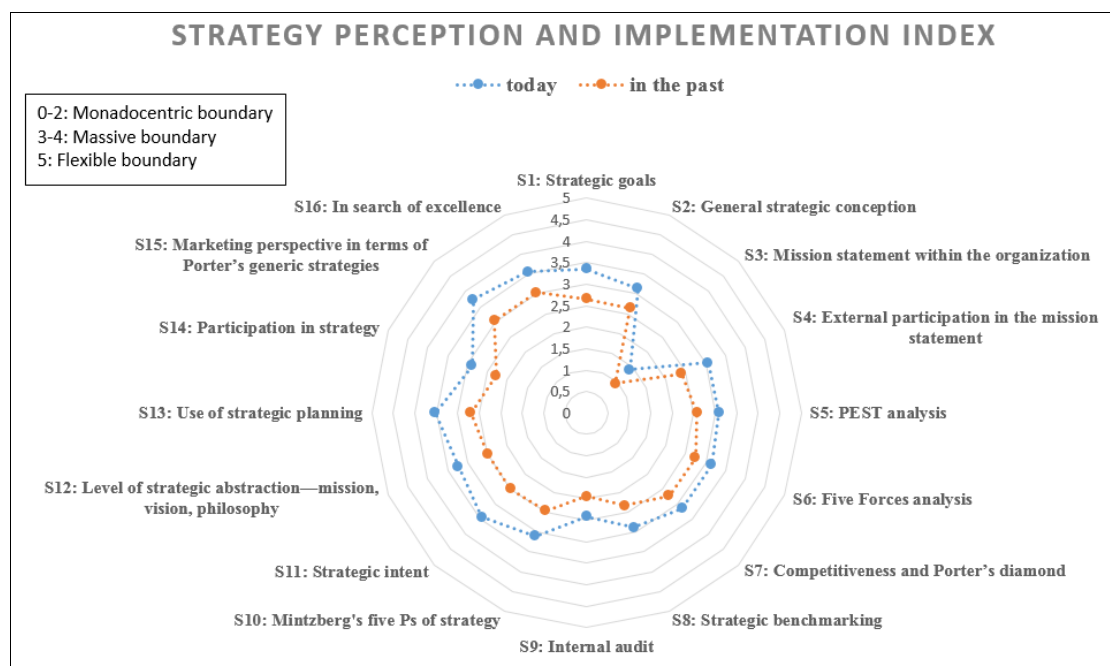 STRATEGY PERCEPTION AND IMPLEMENTATION INDEX
today
in the past
0-2: Monadocentric boundary
3-4: Massive boundary
5: Flexible boundary
S1: Strategic goals
S2: General strategic conception
S3: Mission statement within the organization
S4: External participation in the mission
statement
S5: PEST analysis
S6: Five Forces analysis
S7: Competitiveness and Porter’s diamond
S8: Strategic benchmarking
S9: Internal audit
S10: Mintzberg's five Ps of strategy
S11: Strategic intent
S12: Level of strategic abstraction—mission,
vision, philosophy
S13: Use of strategic planning
S14: Participation in strategy
S15: Marketing perspective in terms of
Porter’s generic strategies
S16: In search of excellence
5
4,5
4
3,5
3
2,5
2
1,5
1
0,5
0